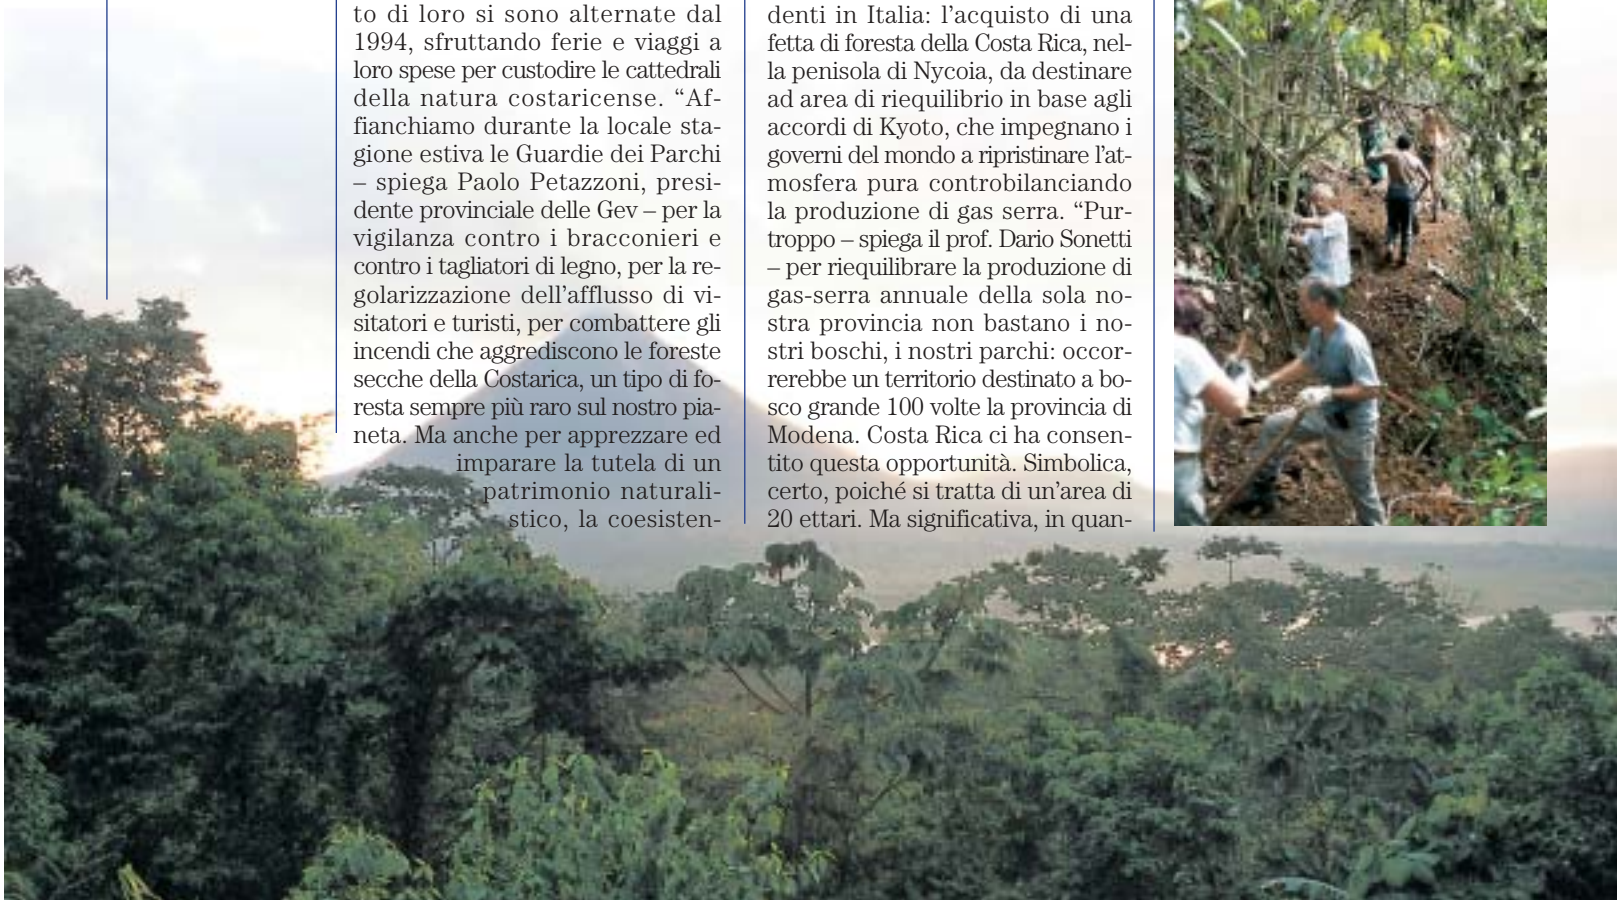 to di loro si sono alternate dal
1994, sfruttando ferie e viaggi a
loro spese per custodire le cattedrali
della natura costaricense. “Af-
fianchiamo durante la locale sta-
gione estiva le Guardie dei Parchi
– spiega Paolo Petazzoni, presi-
dente provinciale delle Gev – per la
vigilanza contro i bracconieri e
contro i tagliatori di legno, per la re-
golarizzazione dell’afflusso di vi-
sitatori e turisti, per combattere gli
incendi che aggrediscono le foreste
secche della Costarica, un tipo di fo-
resta sempre più raro sul nostro pia-
neta. Ma anche per apprezzare ed
imparare la tutela di un
patrimonio naturali-
stico, la coesisten-
denti in Italia: l’acquisto di una
fetta di foresta della Costa Rica, nel-
la penisola di Nycoia, da destinare
ad area di riequilibrio in base agli
accordi di Kyoto, che impegnano i
governi del mondo a ripristinare l’at-
mosfera pura controbilanciando
la produzione di gas serra. “Pur-
troppo – spiega il prof. Dario Sonetti
– per riequilibrare la produzione di
gas-serra annuale della sola no-
stra provincia non bastano i no-
stri boschi, i nostri parchi: occor-
rerebbe un territorio destinato a bo-
sco grande 100 volte la provincia di
Modena. Costa Rica ci ha consen-
tito questa opportunità. Simbolica,
certo, poiché si tratta di un’area di
20 ettari. Ma significativa, in quan-